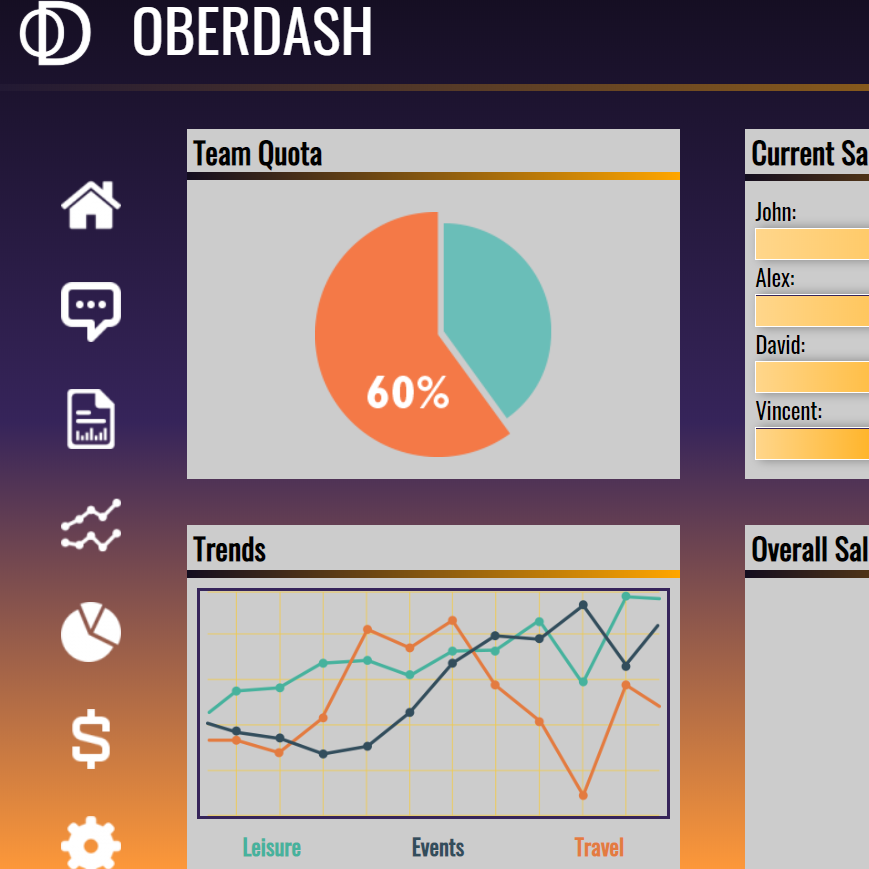 OBERDASH
Team Quota
60%
Current Sa
John:
Alex:
David:
Vincent:
Trends
Leisure Events Travel
Overall Sal